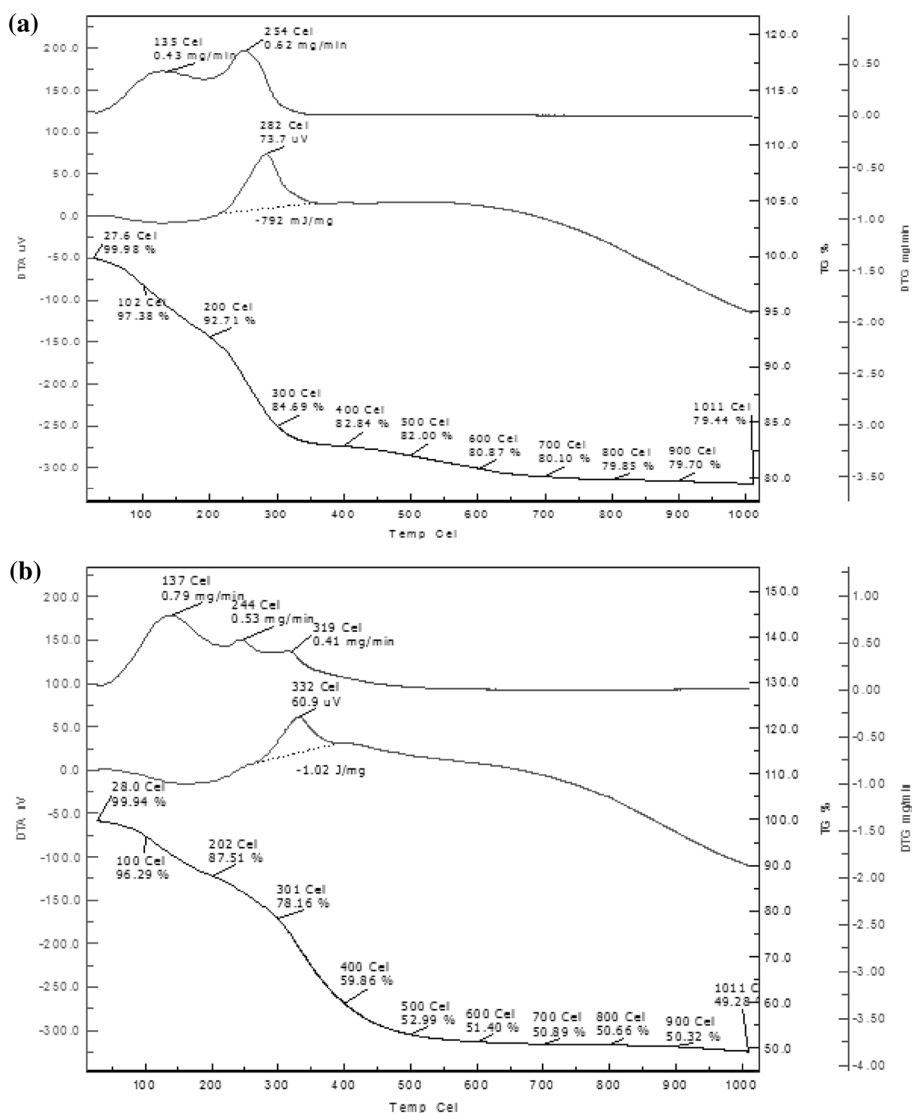 (a)
200.0
150.0
100.0
50.0
0.0
-50.0
-100.0
-150.0
-200.0
-250.0
-300.0
DTA uV
135 Cel
0.43 mg/min
254 Cel
0.62 mg/min
282 Cel
73.7 uV
-792 mJ/mg
27.6 Cel
99.98 %
102 Cel
97.38 %
200 Cel
92.71 %
300 Cel
84.69 %
400 Cel
82.84 %
500 Cel
82.00 %
600 Cel
80.87 %
700 Cel
80.10 %
800 Cel
79.85 %
900 Cel
79.70 %
1011 Cel
79.44 %
120.0
115.0
110.0
105.0
100.0
95.0
90.0
85.0
80.0
TG %
0.50
0.00
-0.50
-1.00
-1.50
-2.00
-2.50
-3.00
-3.50
DTG mg/min
100 200 300 400 500 600 700 800 900 1000
Temp Cel
(b)
200.0
150.0
100.0
50.0
0.0
-50.0
-100.0
-150.0
-200.0
-250.0
-300.0
DTA uV
137 Cel
0.79 mg/min
244 Cel
0.53 mg/min
319 Cel
0.41 mg/min
332 Cel
60.9 uV
-1.02 J/mg
28.0 Cel
99.94 %
100 Cel
96.29 %
202 Cel
87.51 %
301 Cel
78.16 %
400 Cel
59.86 %
500 Cel
52.99 %
600 Cel
51.40 %
700 Cel
50.89 %
800 Cel
50.66 %
900 Cel
50.32 %
1011 C
49.28
150.0
140.0
130.0
120.0
110.0
100.0
90.0
80.0
70.0
60.0
50.0
TG %
1.00
0.50
0.00
-0.50
-1.00
-1.50
-2.00
-2.50
-3.00
-3.50
-4.00
DTG mg/min
100 200 300 400 500 600 700 800 900 1000
Temp Cel